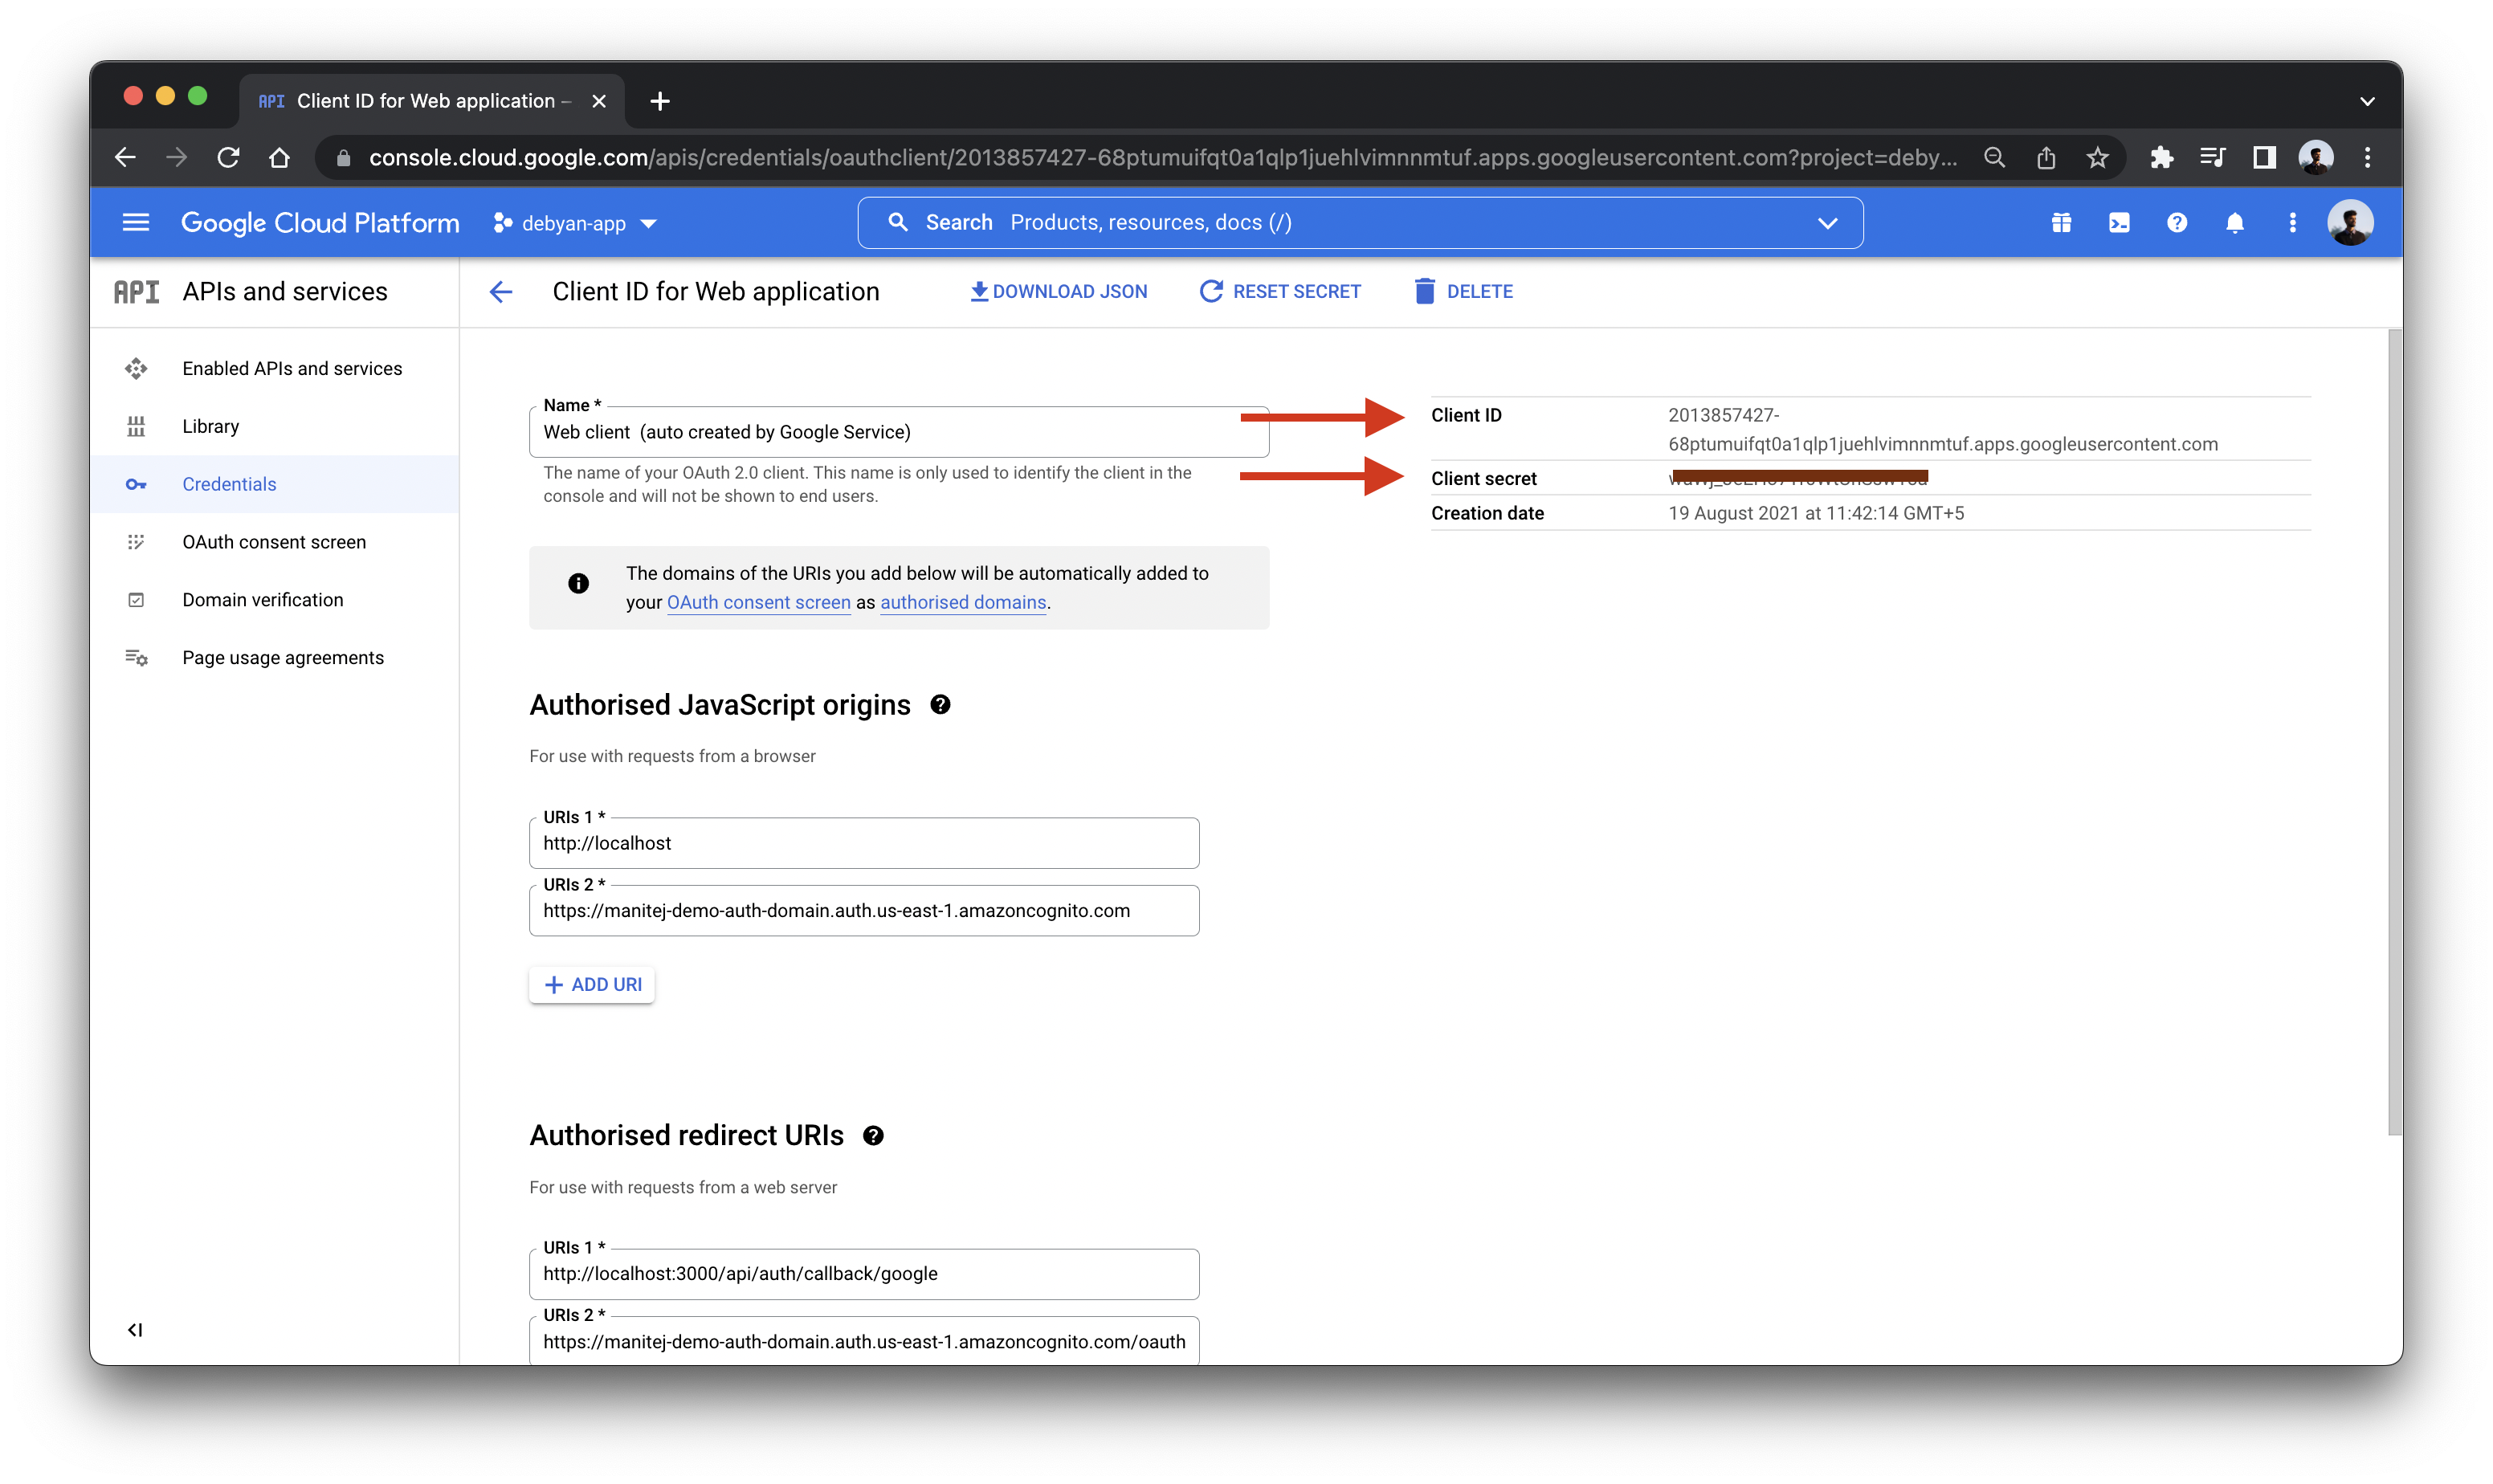 API Client ID for Web application –
console.cloud.google.com/apis/credentials/oauthclient/2013857427-68ptumuifqt0a1qlp1juehlvimnnmtuf.apps.googleusercontent.com?project=deby...
Google Cloud Platform
debyan-app
Search Products, resources, docs (/)
API APIs and services
Client ID for Web application
DOWNLOAD JSON
RESET SECRET
DELETE
Enabled APIs and services
Library
Credentials
OAuth consent screen
Domain verification
Page usage agreements
Name *
Web client (auto created by Google Service)
The name of your OAuth 2.0 client. This name is only used to identify the client in the
console and will not be shown to end users.
Client ID
2013857427-
68ptumuifqt0a1qlp1juehlvimnnmtuf.apps.googleusercontent.com
Client secret
Creation date
19 August 2021 at 11:42:14 GMT+5
The domains of the URIs you add below will be automatically added to
your OAuth consent screen as authorised domains.
Authorised JavaScript origins
For use with requests from a browser
URIs 1 *
http://localhost
URIs 2 *
https://manitej-demo-auth-domain.auth.us-east-1.amazoncognito.com
ADD URI
Authorised redirect URIs
For use with requests from a web server
URIs 1 *
http://localhost:3000/api/auth/callback/google
URIs 2 *
https://manitej-demo-auth-domain.auth.us-east-1.amazoncognito.com/oauth